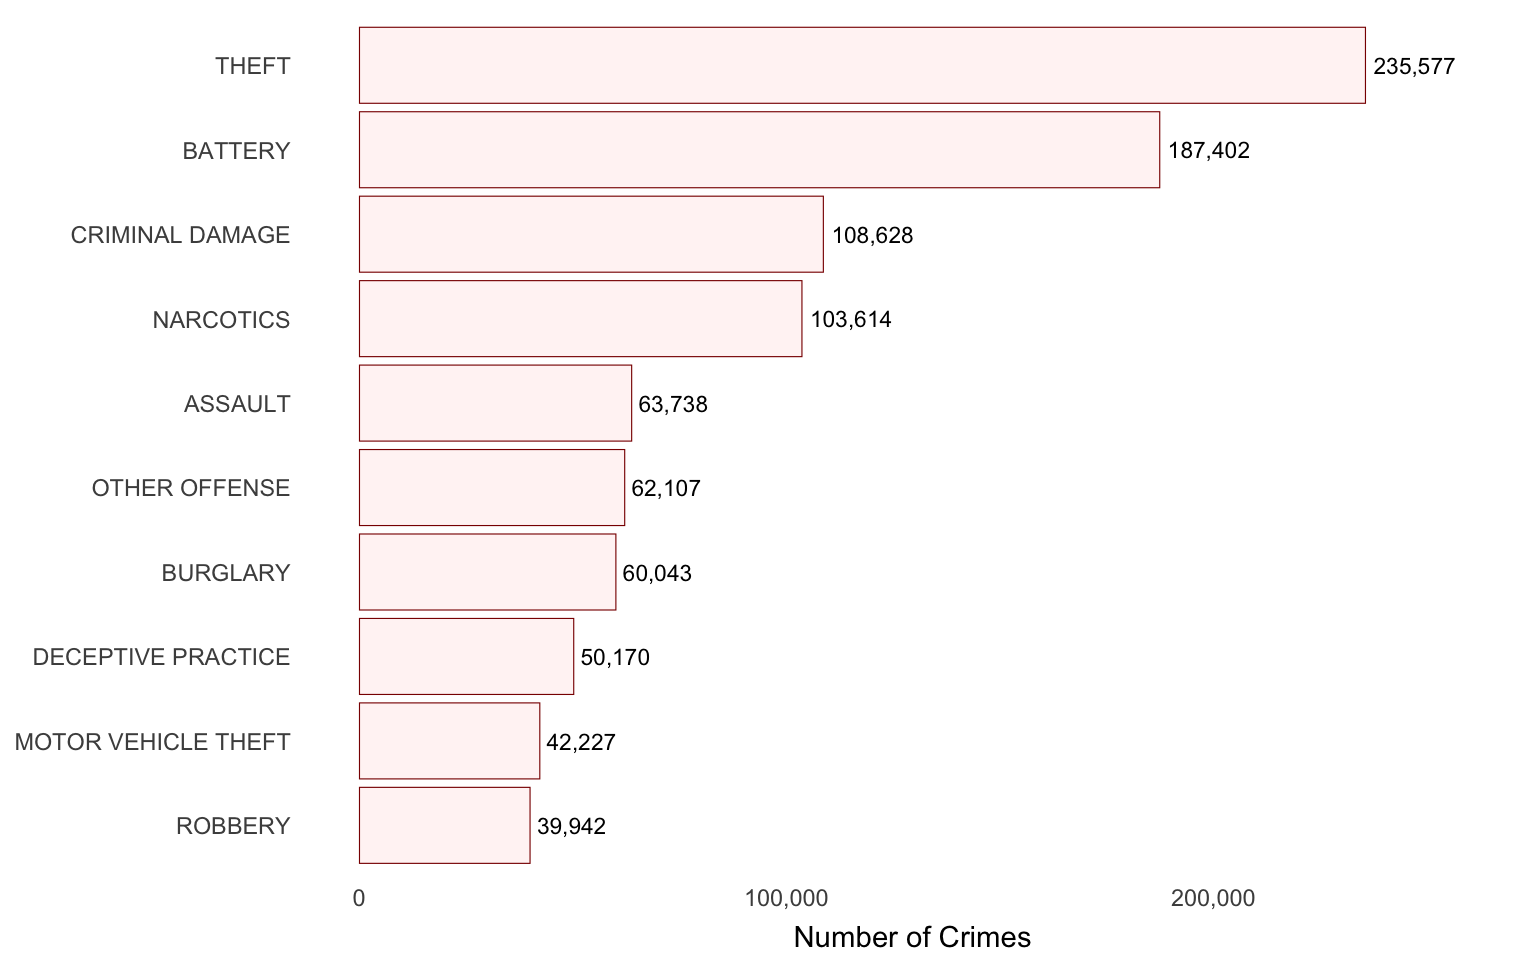 THEFT 235,577
BATTERY 187,402
CRIMINAL DAMAGE 108,628
NARCOTICS 103,614
ASSAULT 63,738
OTHER OFFENSE 62,107
BURGLARY 60,043
DECEPTIVE PRACTICE 50,170
MOTOR VEHICLE THEFT 42,227
ROBBERY 39,942
0 100,000 200,000
Number of Crimes